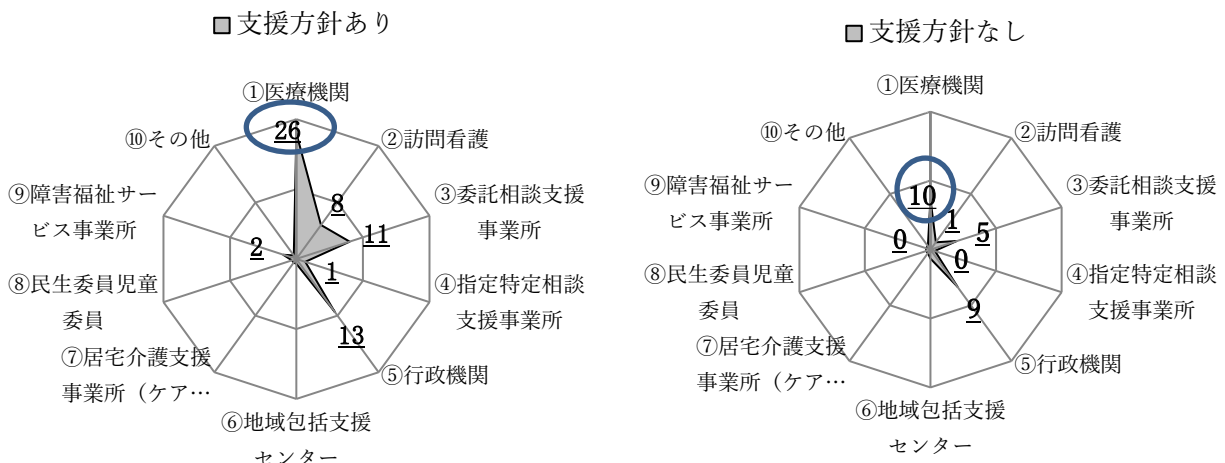 支援方針あり
①医療機関
26
⑩その他
②訪問看護
⑨障害福祉サー
ビス事業所
8
③委託相談支援
事業所
11
2
1
⑧民生委員児童
委員
④指定特定相談
支援事業所
13
⑦居宅介護支援
事業所（ケア…
⑤行政機関
⑥地域包括支援
センター
支援方針なし
①医療機関
⑩その他
②訪問看護
⑨障害福祉サー
ビス事業所
10
③委託相談支援
事業所
1
5
0
0
⑧民生委員児童
委員
④指定特定相談
支援事業所
9
⑦居宅介護支援
事業所（ケア…
⑤行政機関
⑥地域包括支援
センター